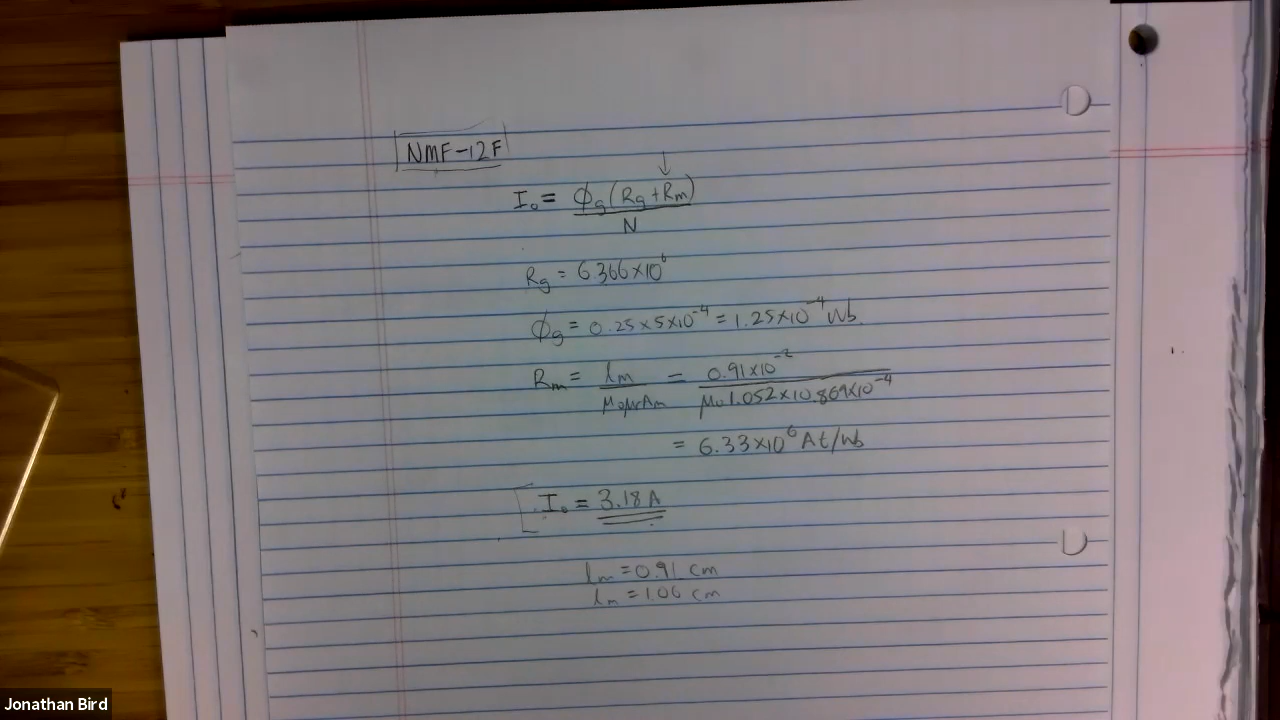 NMF-12F
I₀ = ϕg(Rg+Rm)
N
Rg = 6.366×10⁶
ϕg = 0.25×5×10⁻⁴ = 1.25×10⁻⁴ Wb
Rm = lm/μ₀μrAm = 0.91×10⁻²/μ₀1.052×10.869×10⁻⁴
= 6.33×10⁶ At/Wb
I₀ = 3.18A
lm = 0.91 cm
lm = 1.06 cm
Jonathan Bird